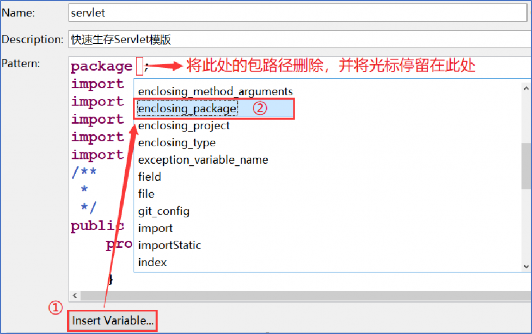 Name: servlet
Description: 快速生存Servlet模版
Pattern: package ; 将此处的包路径删除，并将光标停留在此处
import
import
import
import
import
/**
*
*/
public
pro
}
enclosing_method_arguments
enclosing_package ②
enclosing_project
enclosing_type
exception_variable_name
field
file
git_config
import
importStatic
index
① Insert Variable...